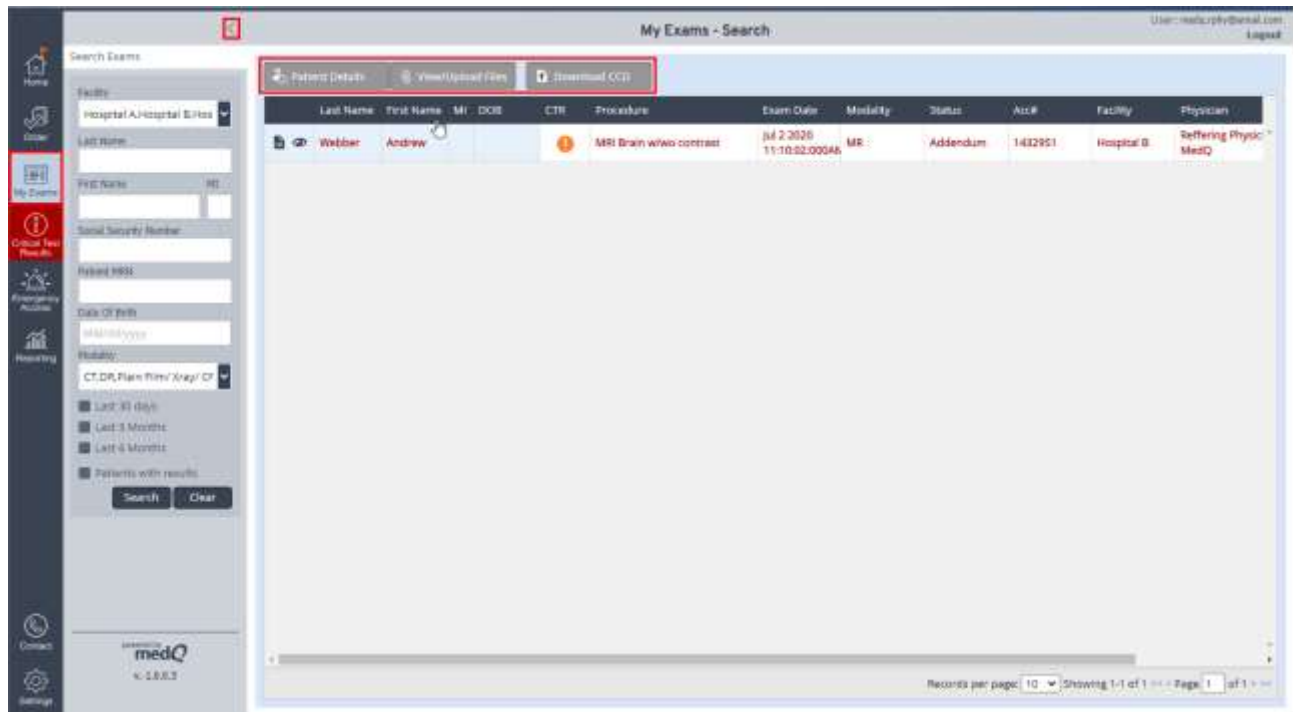 My Exams - Search
Logout
Home
Search Exams
Patient Details
View/Upload Files
Download CCD
Facility
Hospital A,Hospital B,Hos
Order
Last Name
My Exams
First Name MI
Critical Test Results
Social Security Number
Patient MRN
Emergency Access
Date Of Birth
Reporting
Modality
CT,DR,Plain Film/ Xray/ CR
Last 30 days
Last 3 Months
Last 6 Months
Patients with results
Search Clear
Last Name First Name MI DOB CTR Procedure Exam Date Modality Status Acc# Facility Physician
Webber Andrew MRI Brain w/wo contrast Jul 2 2020 MR Addendum 1432951 Hospital B Reffering Physic
MedQ
Contact
powered by
medQ
Settings
Records per page: 10 Showing 1-1 of 1 Page 1 of 1